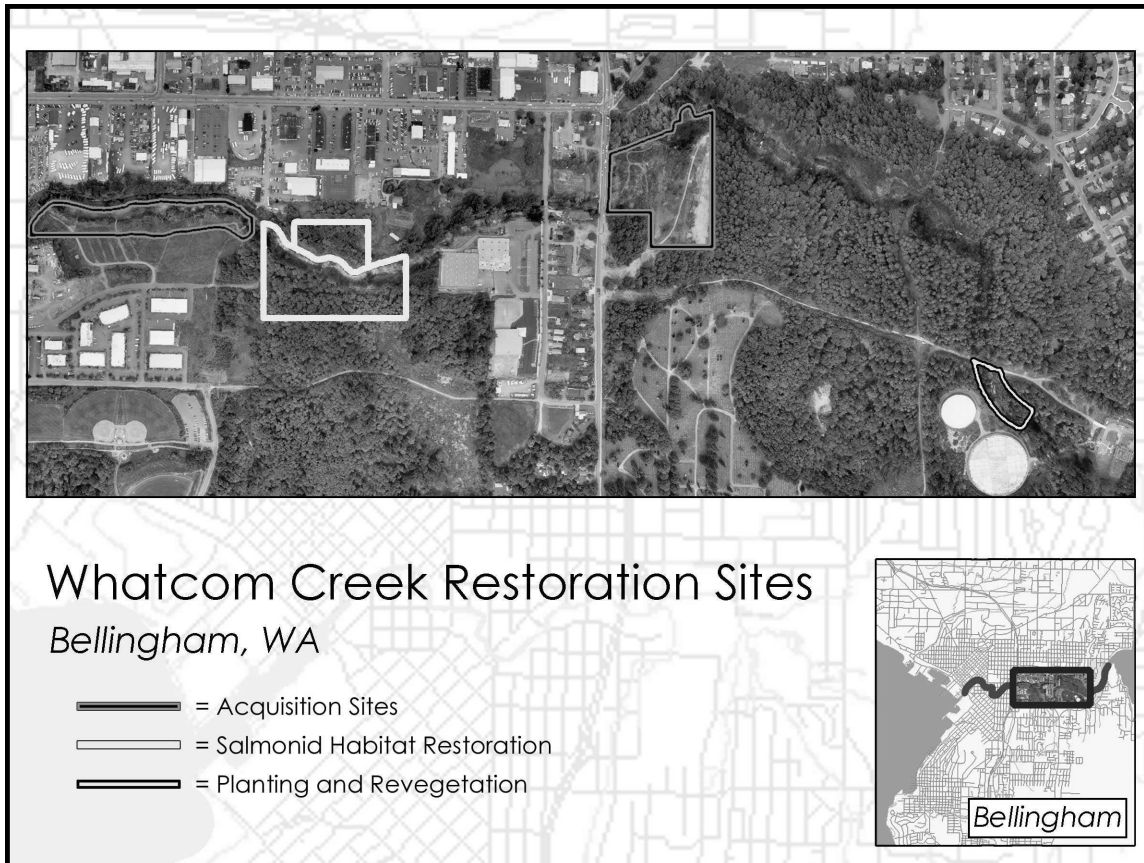 Whatcom Creek Restoration Sites
Bellingham, WA
= Acquisition Sites
= Salmonid Habitat Restoration
= Planting and Revegetation
Bellingham